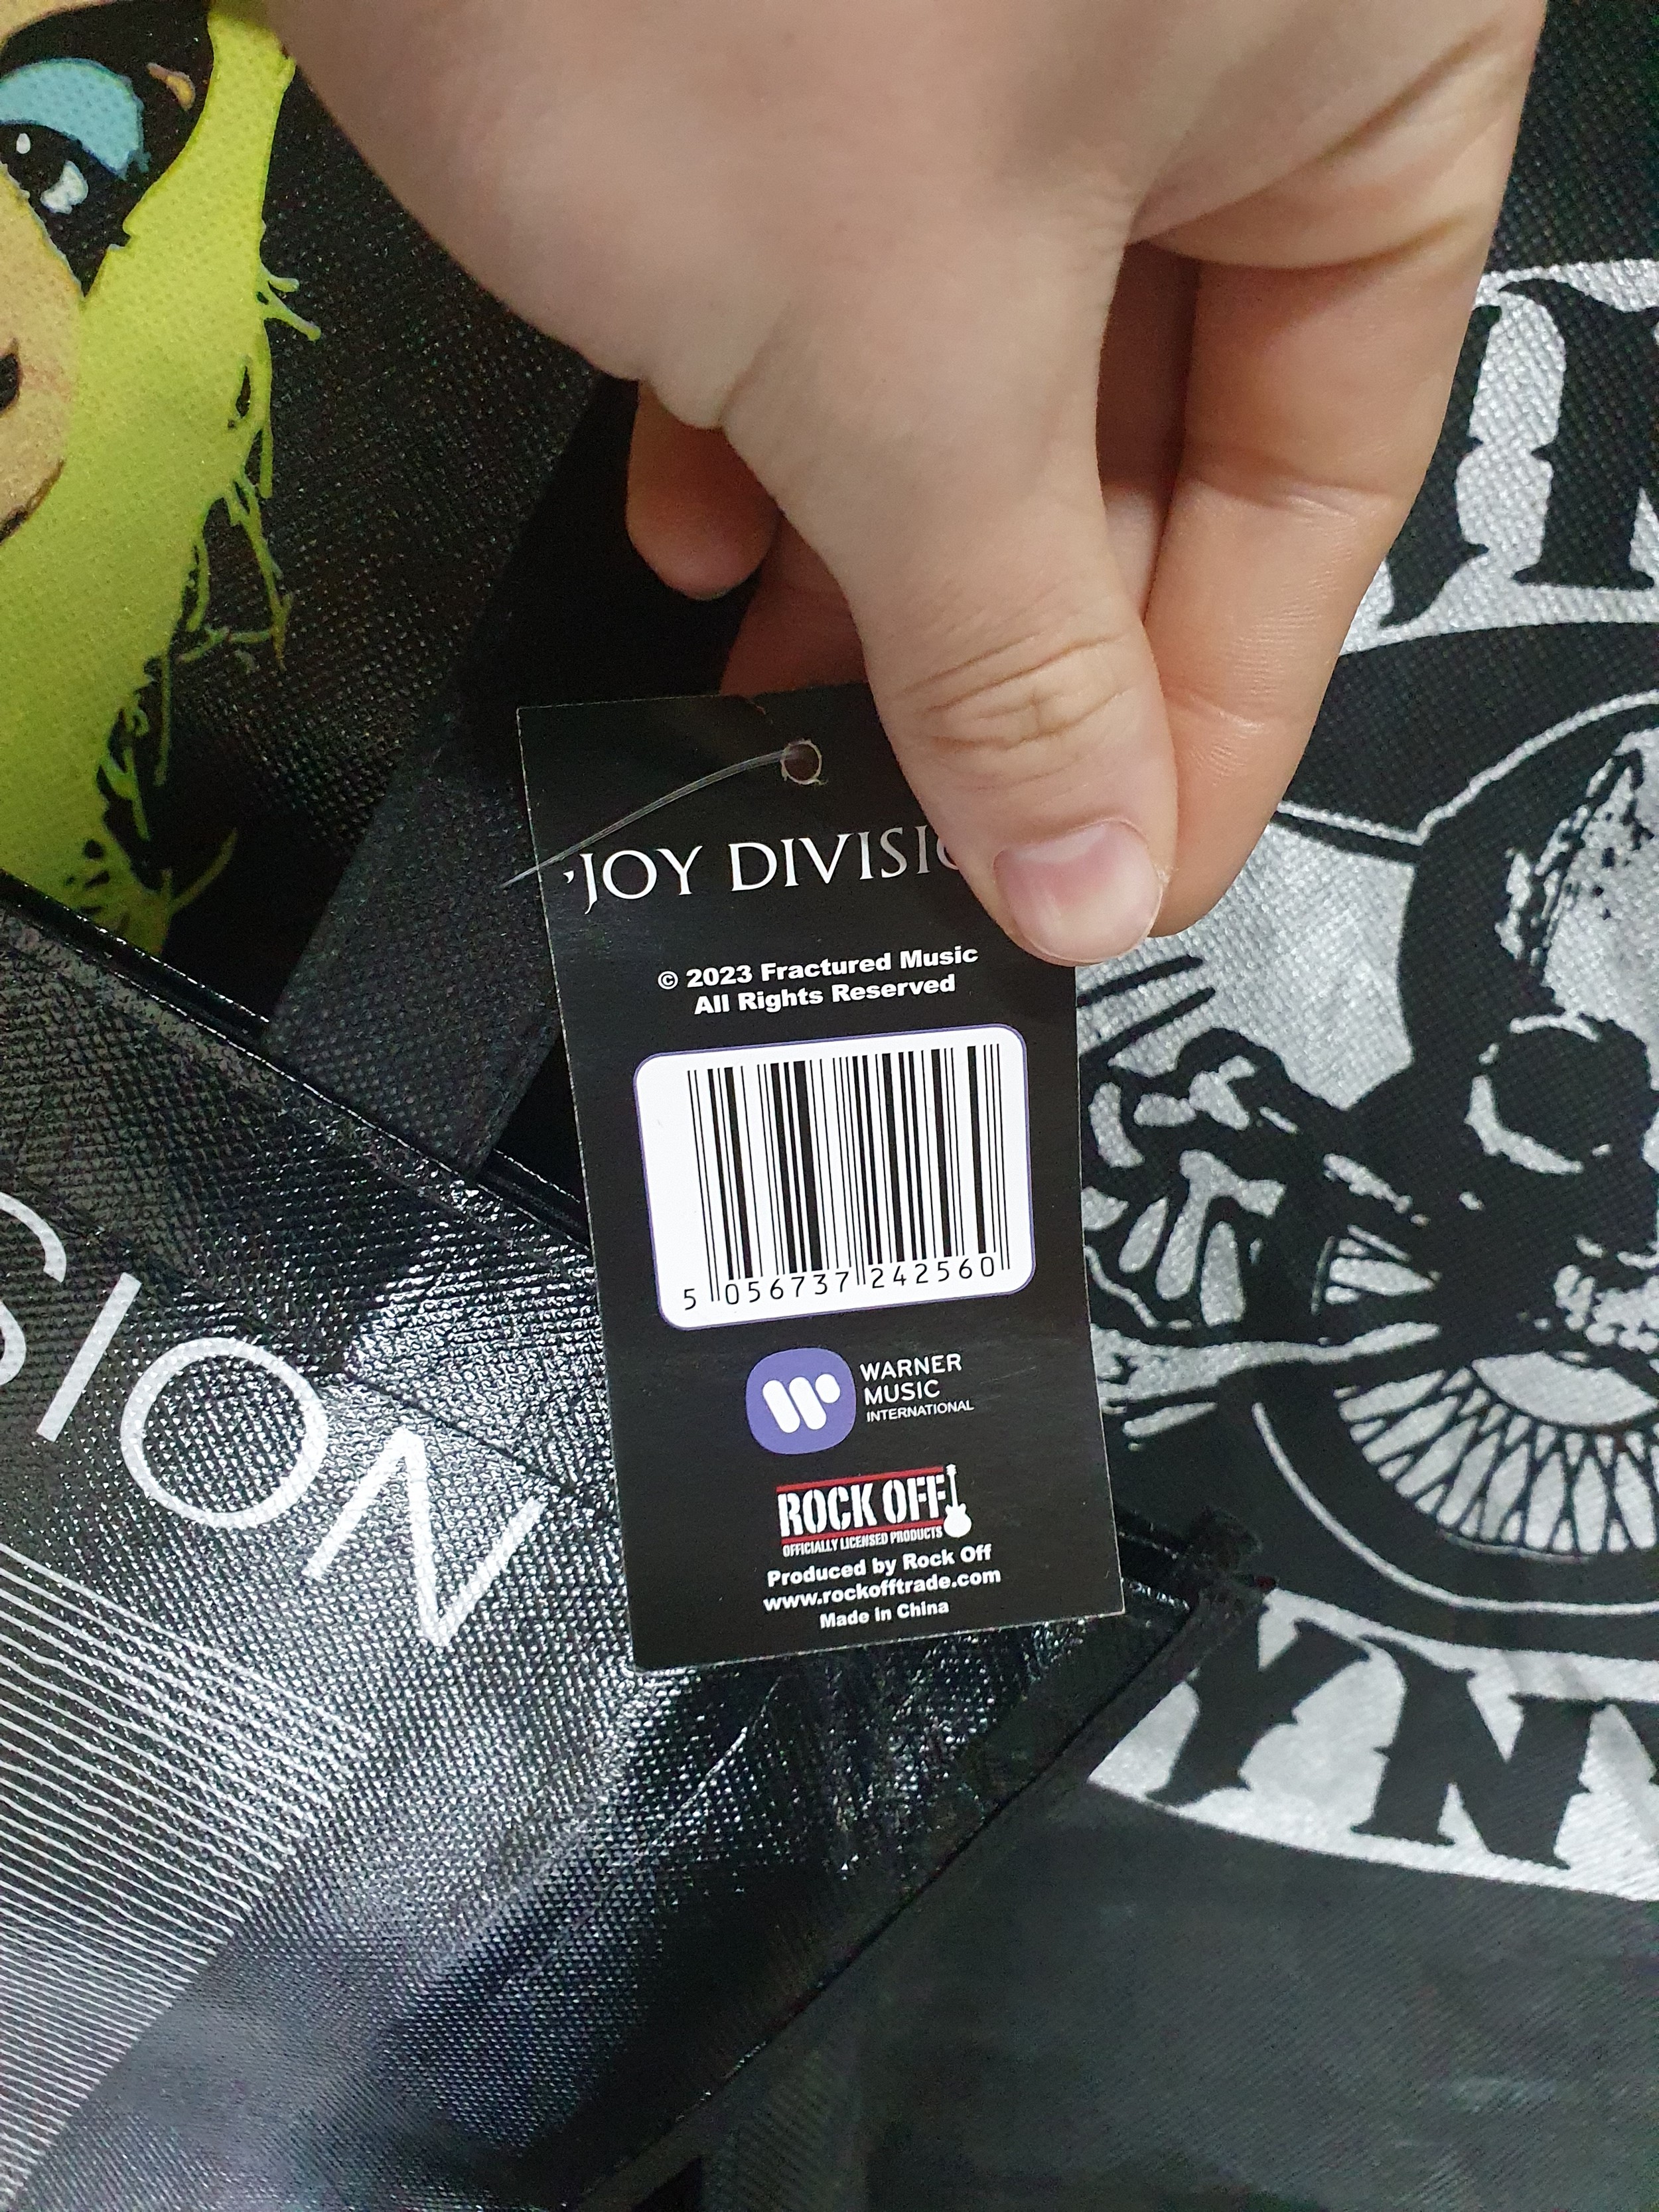 'JOY DIVISIO
© 2023 Fractured Music
All Rights Reserved
5 056737 242560
WARNER
MUSIC
INTERNATIONAL
ROCK OFF
OFFICIALLY LICENSED PRODUCTS
Produced by Rock Off
www.rockofftrade.com
Made in China
SION
YN